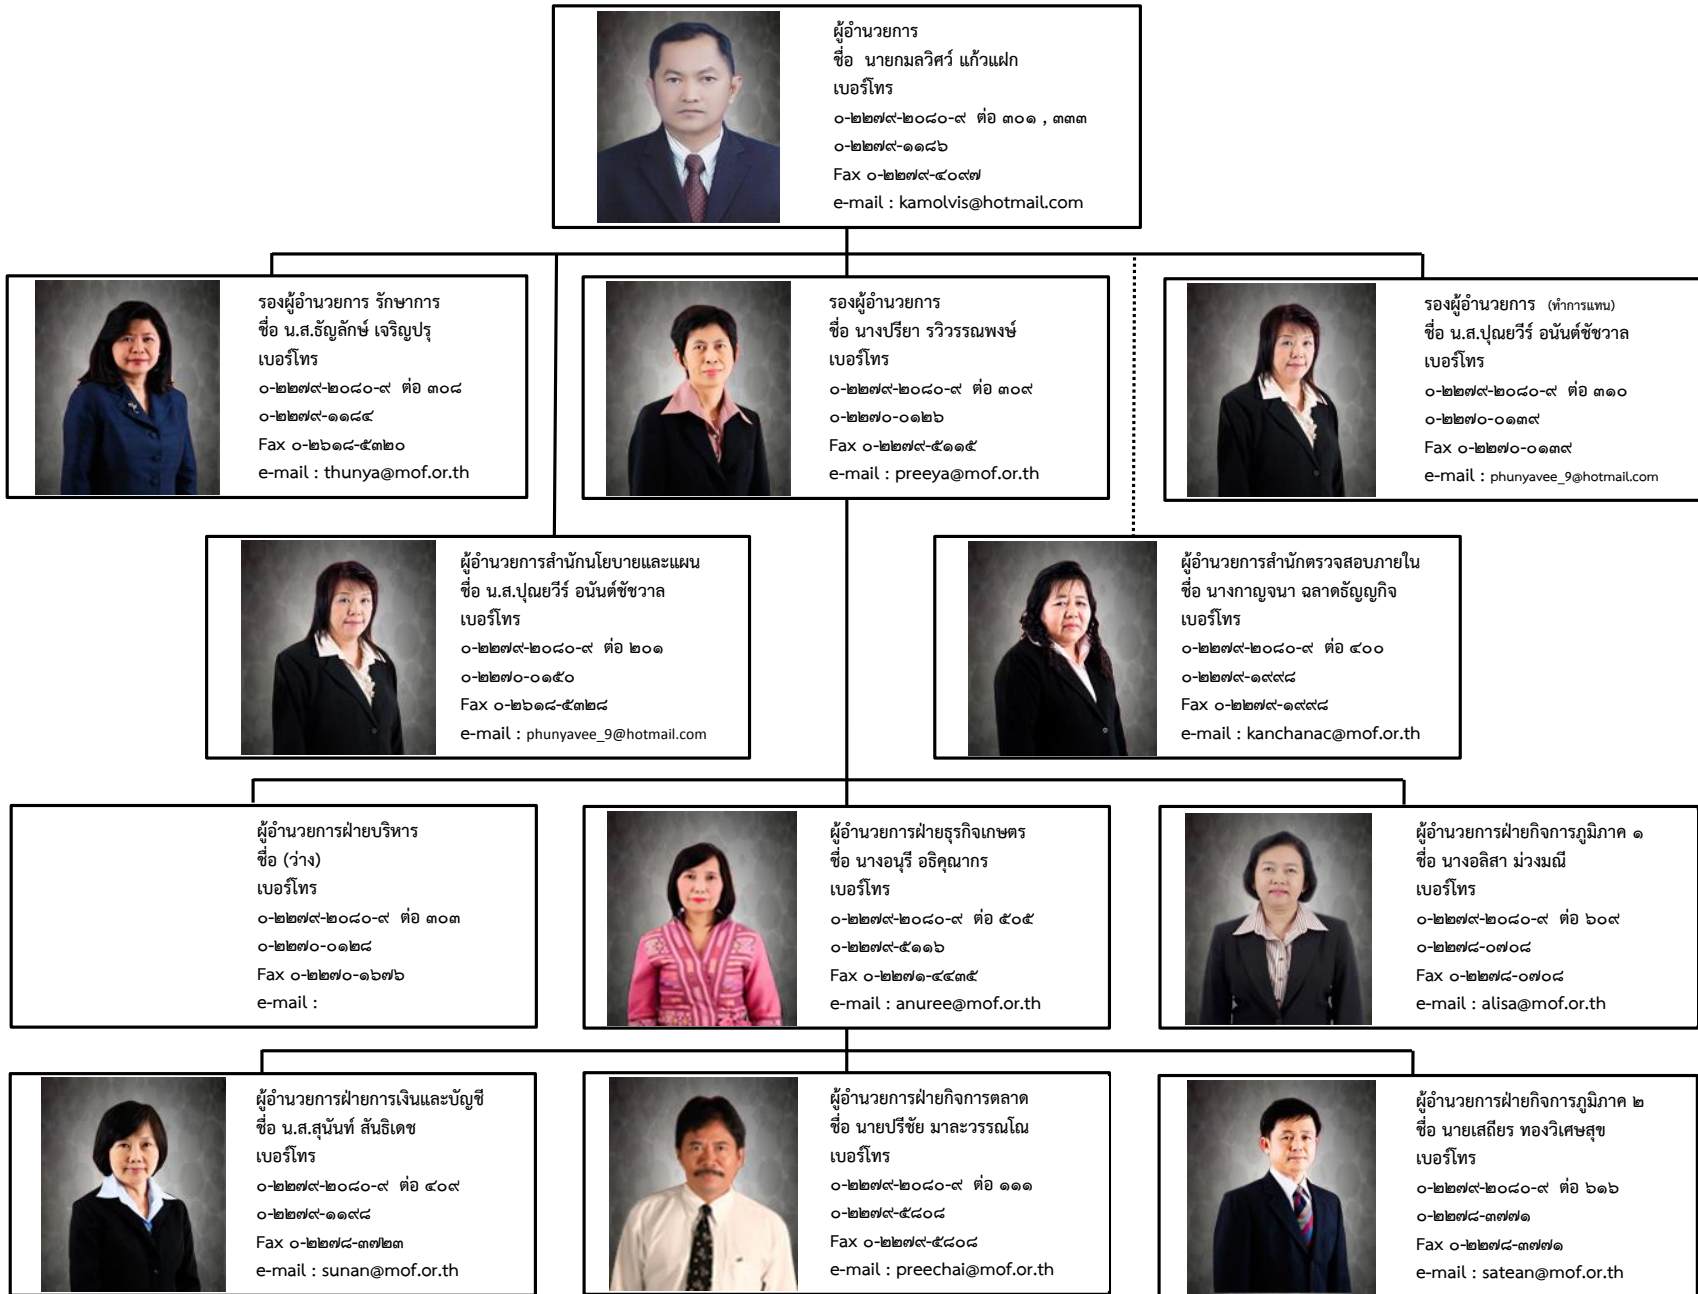 ผู้อำนวยการ
ชื่อ นายกมลวิศว์ แก้วแฝก
เบอร์โทร
๐-๒๒๗๙-๒๐๘๐-๙ ต่อ ๓๐๑ , ๓๓๓
๐-๒๒๗๙-๑๑๘๖
Fax ๐-๒๒๗๙-๔๐๙๗
e-mail : kamolvis@hotmail.com
รองผู้อำนวยการ รักษาการ
ชื่อ น.ส.ธัญลักษ์ เจริญปรุ
เบอร์โทร
๐-๒๒๗๙-๒๐๘๐-๙ ต่อ ๓๐๘
๐-๒๒๗๙-๑๑๘๔
Fax ๐-๒๖๑๘-๕๓๒๐
e-mail : thunya@mof.or.th
รองผู้อำนวยการ
ชื่อ นางปรียา รวิวรรณพงษ์
เบอร์โทร
๐-๒๒๗๙-๒๐๘๐-๙ ต่อ ๓๐๙
๐-๒๒๗๐-๐๑๒๖
Fax ๐-๒๒๗๙-๕๑๑๕
e-mail : preeya@mof.or.th
รองผู้อำนวยการ (ทำการแทน)
ชื่อ น.ส.ปุณยวีร์ อนันต์ชัชวาล
เบอร์โทร
๐-๒๒๗๙-๒๐๘๐-๙ ต่อ ๓๑๐
๐-๒๒๗๐-๐๑๓๙
Fax ๐-๒๒๗๐-๐๑๓๙
e-mail : phunyavee_9@hotmail.com
ผู้อำนวยการสำนักนโยบายและแผน
ชื่อ น.ส.ปุณยวีร์ อนันต์ชัชวาล
เบอร์โทร
๐-๒๒๗๙-๒๐๘๐-๙ ต่อ ๒๐๑
๐-๒๒๗๐-๐๑๕๐
Fax ๐-๒๖๑๘-๕๓๒๘
e-mail : phunyavee_9@hotmail.com
ผู้อำนวยการสำนักตรวจสอบภายใน
ชื่อ นางกาญจนา ฉลาดธัญญกิจ
เบอร์โทร
๐-๒๒๗๙-๒๐๘๐-๙ ต่อ ๔๐๐
๐-๒๒๗๙-๑๙๙๘
Fax ๐-๒๒๗๙-๑๙๙๘
e-mail : kanchanac@mof.or.th
ผู้อำนวยการฝ่ายบริหาร
ชื่อ (ว่าง)
เบอร์โทร
๐-๒๒๗๙-๒๐๘๐-๙ ต่อ ๓๐๓
๐-๒๒๗๐-๐๑๒๘
Fax ๐-๒๒๗๐-๑๖๗๖
e-mail :
ผู้อำนวยการฝ่ายธุรกิจเกษตร
ชื่อ นางอนุรี อธิคุณากร
เบอร์โทร
๐-๒๒๗๙-๒๐๘๐-๙ ต่อ ๕๐๕
๐-๒๒๗๙-๕๑๑๖
Fax ๐-๒๒๗๑-๔๔๓๕
e-mail : anuree@mof.or.th
ผู้อำนวยการฝ่ายกิจการภูมิภาค ๑
ชื่อ นางอลิสา ม่วงมณี
เบอร์โทร
๐-๒๒๗๙-๒๐๘๐-๙ ต่อ ๖๐๙
๐-๒๒๗๘-๐๗๐๘
Fax ๐-๒๒๗๘-๐๗๐๘
e-mail : alisa@mof.or.th
ผู้อำนวยการฝ่ายการเงินและบัญชี
ชื่อ น.ส.สุนันท์ สันธิเดช
เบอร์โทร
๐-๒๒๗๙-๒๐๘๐-๙ ต่อ ๔๐๙
๐-๒๒๗๙-๑๑๙๘
Fax ๐-๒๒๗๘-๓๗๒๓
e-mail : sunan@mof.or.th
ผู้อำนวยการฝ่ายกิจการตลาด
ชื่อ นายปรีชัย มาละวรรณโณ
เบอร์โทร
๐-๒๒๗๙-๒๐๘๐-๙ ต่อ ๑๑๑
๐-๒๒๗๙-๕๘๐๘
Fax ๐-๒๒๗๙-๕๘๐๘
e-mail : preechai@mof.or.th
ผู้อำนวยการฝ่ายกิจการภูมิภาค ๒
ชื่อ นายเสถียร ทองวิเศษสุข
เบอร์โทร
๐-๒๒๗๙-๒๐๘๐-๙ ต่อ ๖๑๖
๐-๒๒๗๘-๓๗๗๑
Fax ๐-๒๒๗๘-๓๗๗๑
e-mail : satean@mof.or.th